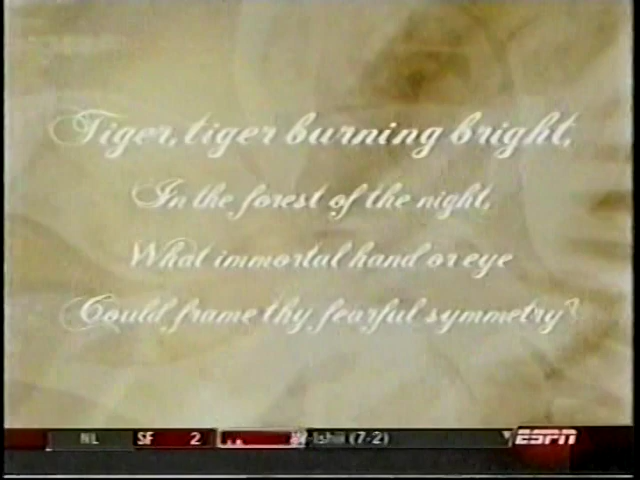 Tiger, tiger burning bright,
In the forest of the night,
What immortal hand or eye
Could frame thy fearful symmetry?
NL SF 2 Ishii (7-2) ESPN